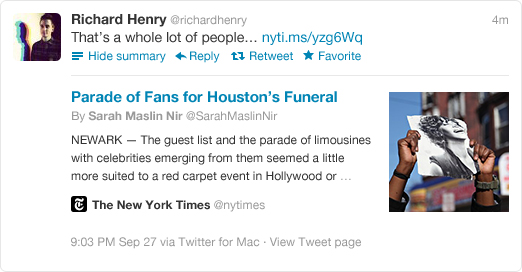 Richard Henry @richardhenry 4m
That’s a whole lot of people… nyti.ms/yzg6Wq
Hide summary Reply Retweet Favorite
Parade of Fans for Houston’s Funeral
By Sarah Maslin Nir @SarahMaslinNir
NEWARK — The guest list and the parade of limousines
with celebrities emerging from them seemed a little
more suited to a red carpet event in Hollywood or …
The New York Times @nytimes
9:03 PM Sep 27 via Twitter for Mac · View Tweet page